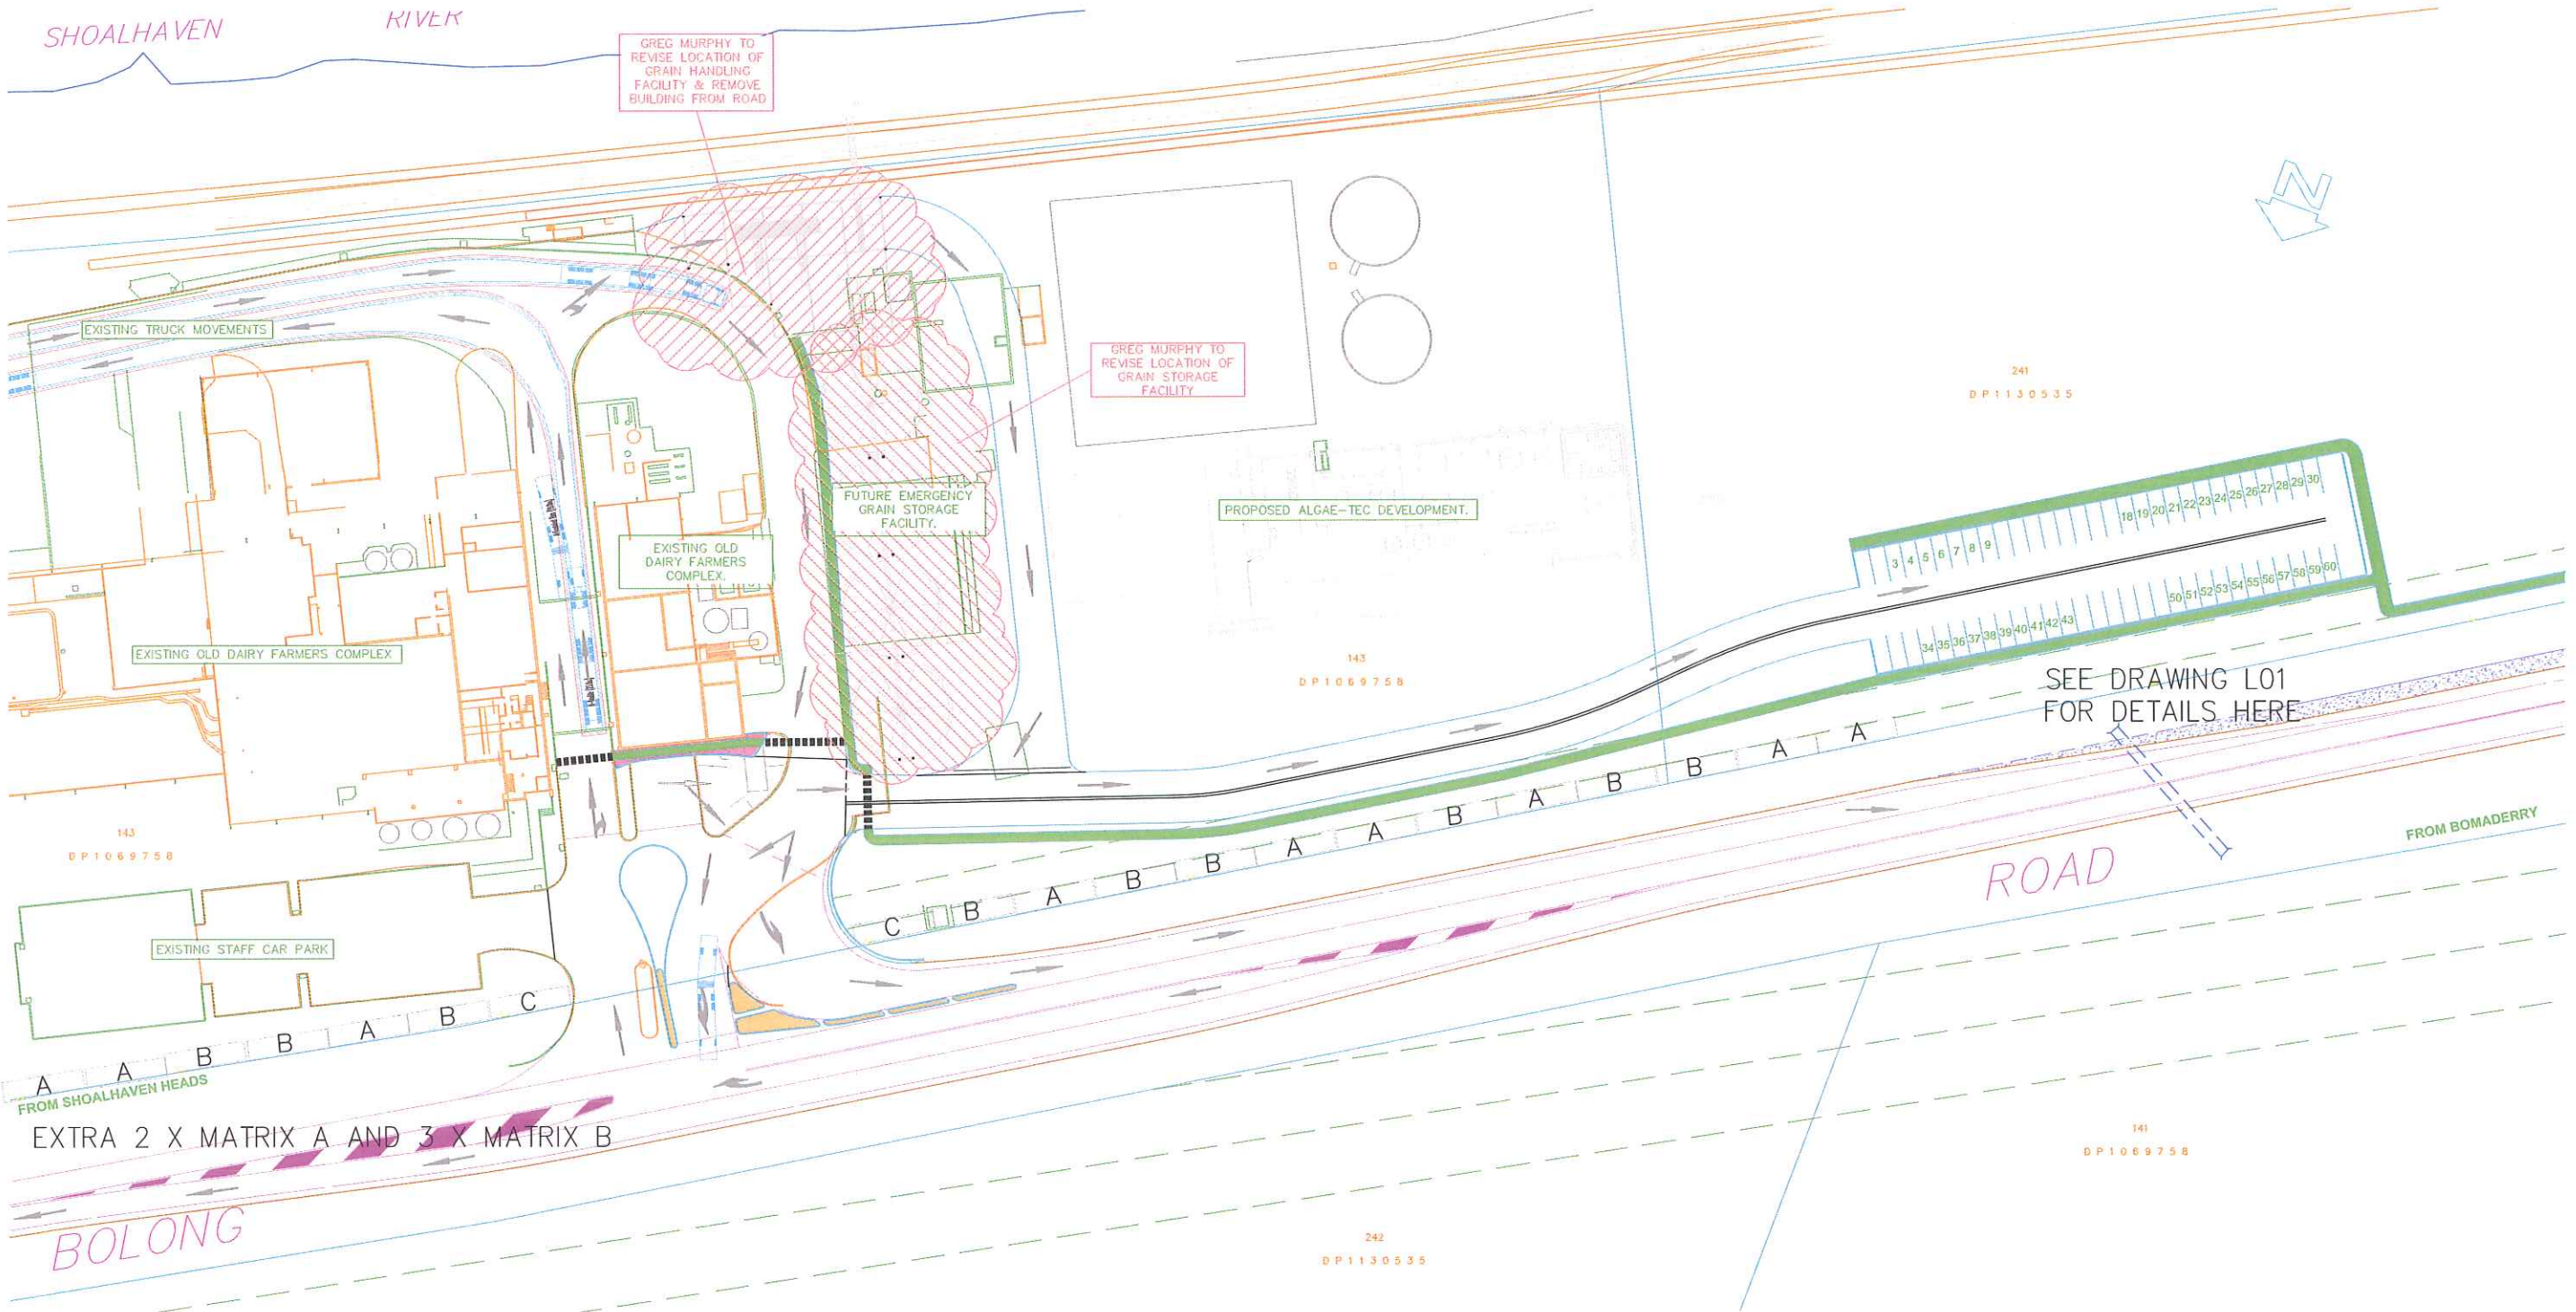 SHOALHAVEN RIVER
GREG MURPHY TO
REVISE LOCATION OF
GRAIN HANDLING
FACILITY & REMOVE
BUILDING FROM ROAD
N
EXISTING TRUCK MOVEMENTS
GREG MURPHY TO
REVISE LOCATION OF
GRAIN STORAGE
FACILITY
241
DP1130535
FUTURE EMERGENCY
GRAIN STORAGE
FACILITY.
PROPOSED ALGAE-TEC DEVELOPMENT.
18 19 20 21 22 23 24 25 26 27 28 29 30
3 4 5 6 7 8 9
EXISTING OLD
DAIRY FARMERS
COMPLEX.
50 51 52 53 54 55 56 57 58 59 60
34 35 36 37 38 39 40 41 42 43
EXISTING OLD DAIRY FARMERS COMPLEX
143
DP1069758
SEE DRAWING L01
FOR DETAILS HERE
143
DP1069758
FROM BOMADERRY
ROAD
C B A B B A A B A B B A A
EXISTING STAFF CAR PARK
A A B B A B C
FROM SHOALHAVEN HEADS
EXTRA 2 X MATRIX A AND 3 X MATRIX B
141
DP1069758
BOLONG
242
DP1130535